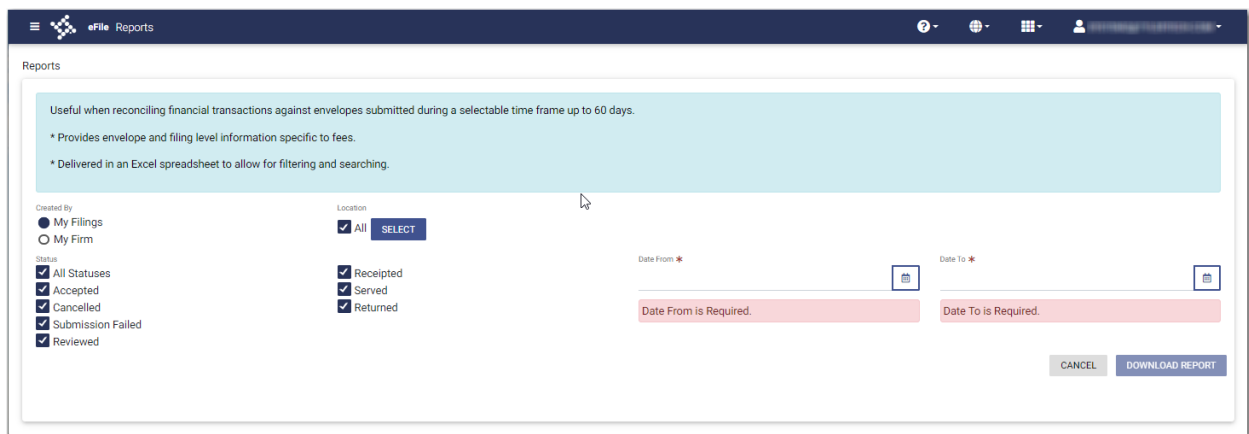 eFile Reports
Reports
Useful when reconciling financial transactions against envelopes submitted during a selectable time frame up to 60 days.
* Provides envelope and filing level information specific to fees.
* Delivered in an Excel spreadsheet to allow for filtering and searching.
Created By
My Filings
My Firm
Location
All SELECT
Status
All Statuses
Accepted
Cancelled
Submission Failed
Reviewed
Receipted
Served
Returned
Date From *
Date From is Required.
Date To *
Date To is Required.
CANCEL DOWNLOAD REPORT